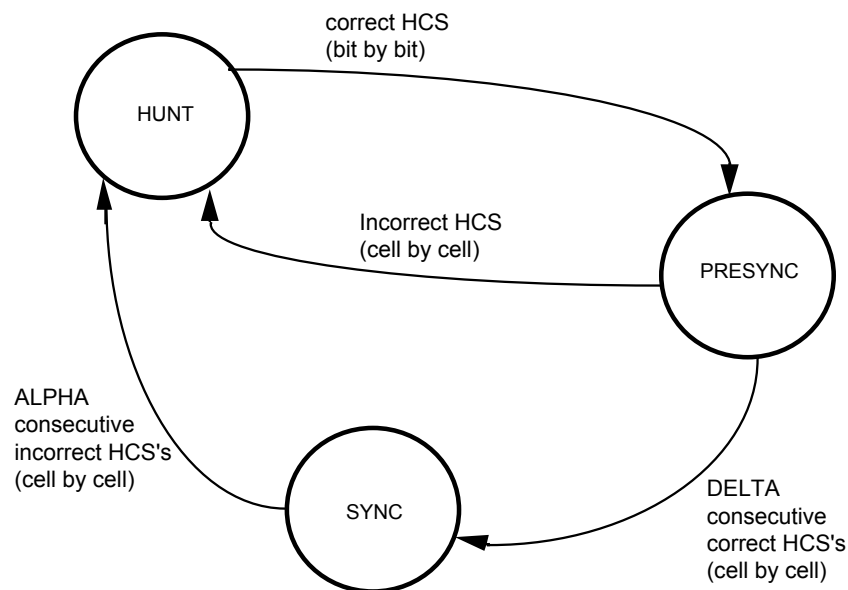 correct HCS
(bit by bit)
HUNT
Incorrect HCS
(cell by cell)
PRESYNC
ALPHA
consecutive
incorrect HCS's
(cell by cell)
SYNC
DELTA
consecutive
correct HCS's
(cell by cell)